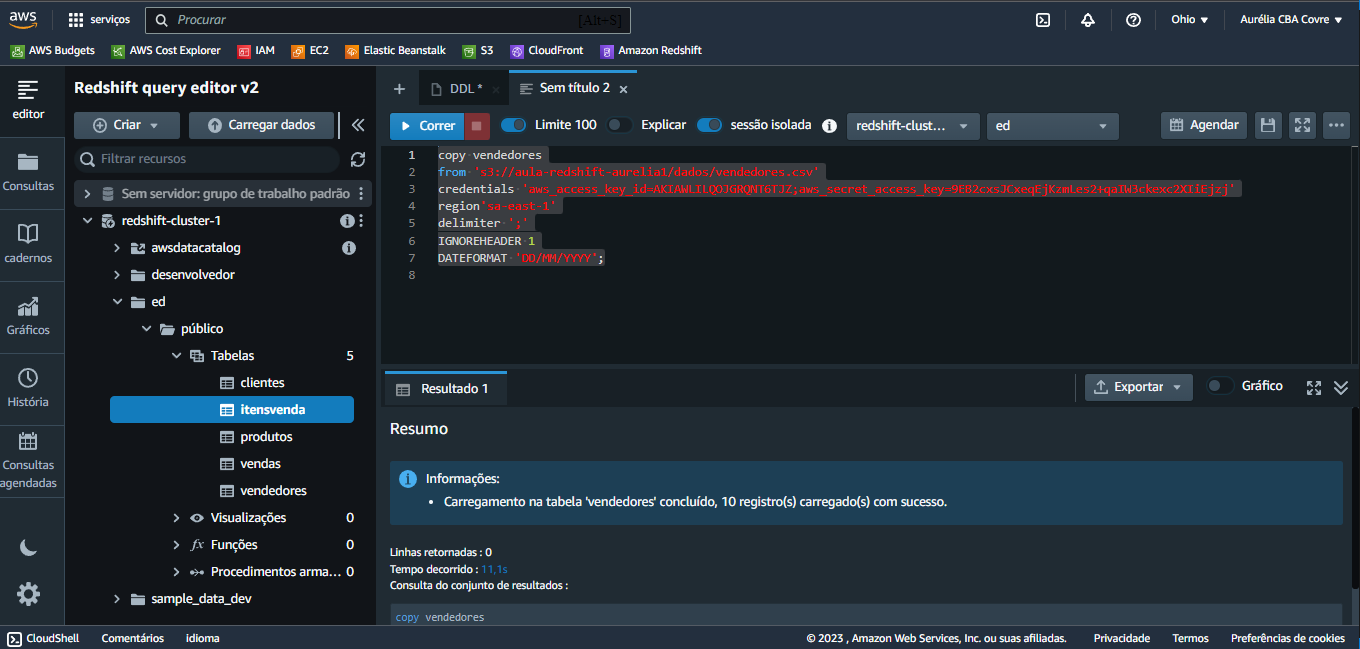 aws
serviços
Procurar
[Alt+S]
Ohio ▼
Aurélia CBA Covre ▼
AWS Budgets
AWS Cost Explorer
IAM
EC2
Elastic Beanstalk
S3
CloudFront
Amazon Redshift
editor
Consultas
cadernos
Gráficos
História
Consultas
agendadas
Redshift query editor v2
Criar
Carregar dados
Filtrar recursos
Sem servidor: grupo de trabalho padrão
redshift-cluster-1
awsdatacatalog
desenvolvedor
ed
público
Tabelas 5
clientes
itensvenda
produtos
vendas
vendedores
Visualizações 0
fx Funções 0
Procedimentos arma... 0
sample_data_dev
DDL *
Sem título 2
Correr
Limite 100
Explicar
sessão isolada
redshift-clust...
ed
Agendar
1 copy vendedores
2 from 's3://aula-redshift-aurelia1/dados/vendedores.csv'
3 credentials 'aws_access_key_id=;aws_secret_access_key='
4 region'sa-east-1'
5 delimiter ';'
6 IGNOREHEADER 1
7 DATEFORMAT 'DD/MM/YYYY';
8
Resultado 1
Exportar
Gráfico
Resumo
Informações:
• Carregamento na tabela 'vendedores' concluído, 10 registro(s) carregado(s) com sucesso.
Linhas retornadas : 0
Tempo decorrido : 11,1s
Consulta do conjunto de resultados :
copy vendedores
CloudShell
Comentários
idioma
© 2023 , Amazon Web Services, Inc. ou suas afiliadas.
Privacidade
Termos
Preferências de cookies